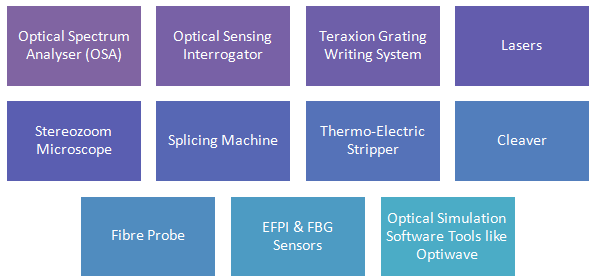 Optical Spectrum
Analyser (OSA)
Optical Sensing
Interrogator
Teraxion Grating
Writing System
Lasers
Stereozoom
Microscope
Splicing Machine
Thermo-Electric
Stripper
Cleaver
Fibre Probe
EFPI & FBG
Sensors
Optical Simulation
Software Tools like
Optiwave